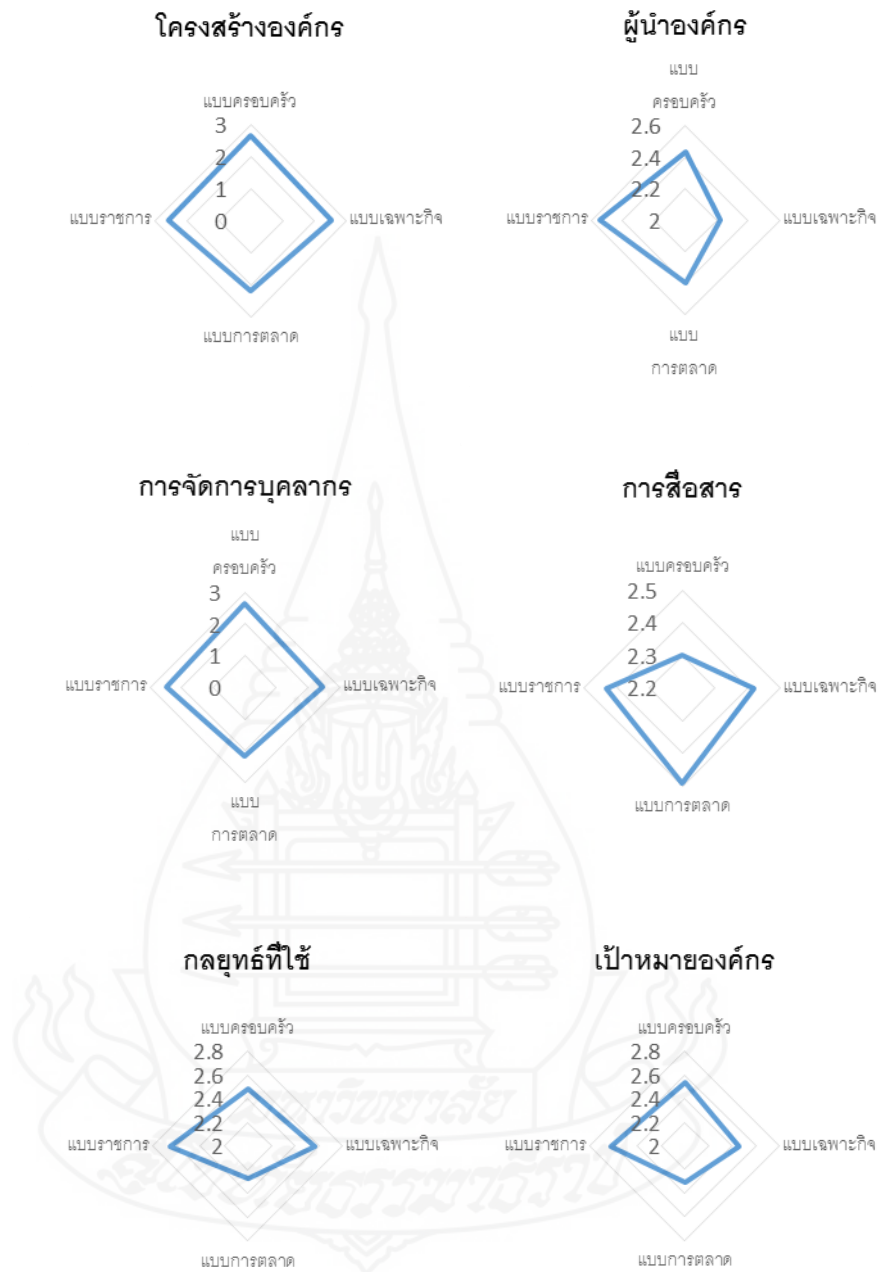 โครงสร้างองค์กร
แบบครอบครัว
3
2
1
0
แบบราชการ
แบบเฉพาะกิจ
แบบการตลาด
ผู้นำองค์กร
แบบ
ครอบครัว
2.6
2.4
2.2
2
แบบราชการ
แบบเฉพาะกิจ
แบบ
การตลาด
การจัดการบุคลากร
แบบ
ครอบครัว
3
2
1
0
แบบราชการ
แบบเฉพาะกิจ
แบบ
การตลาด
การสื่อสาร
แบบครอบครัว
2.5
2.4
2.3
2.2
แบบราชการ
แบบเฉพาะกิจ
แบบการตลาด
กลยุทธ์ที่ใช้
แบบครอบครัว
2.8
2.6
2.4
2.2
2
แบบราชการ
แบบเฉพาะกิจ
แบบการตลาด
เป้าหมายองค์กร
แบบครอบครัว
2.8
2.6
2.4
2.2
2
แบบราชการ
แบบเฉพาะกิจ
แบบการตลาด